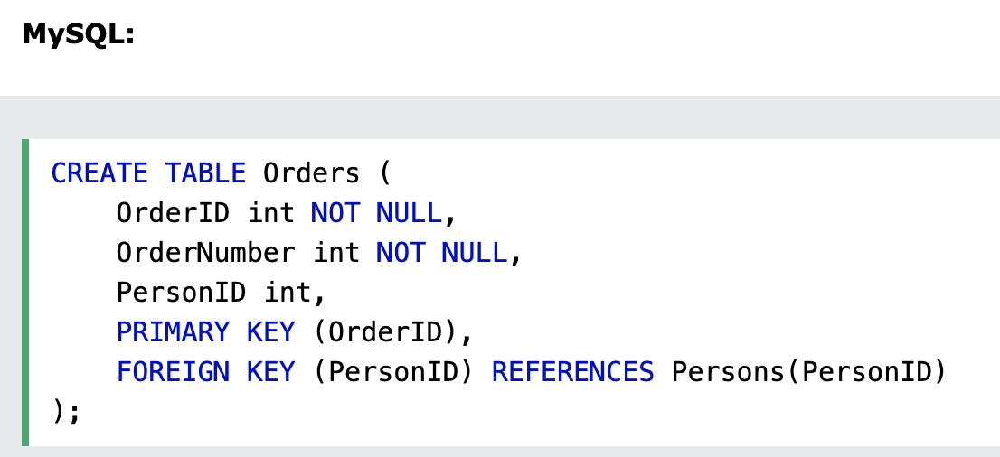 MySQL:
CREATE TABLE Orders (
    OrderID int NOT NULL,
    OrderNumber int NOT NULL,
    PersonID int,
    PRIMARY KEY (OrderID),
    FOREIGN KEY (PersonID) REFERENCES Persons(PersonID)
);